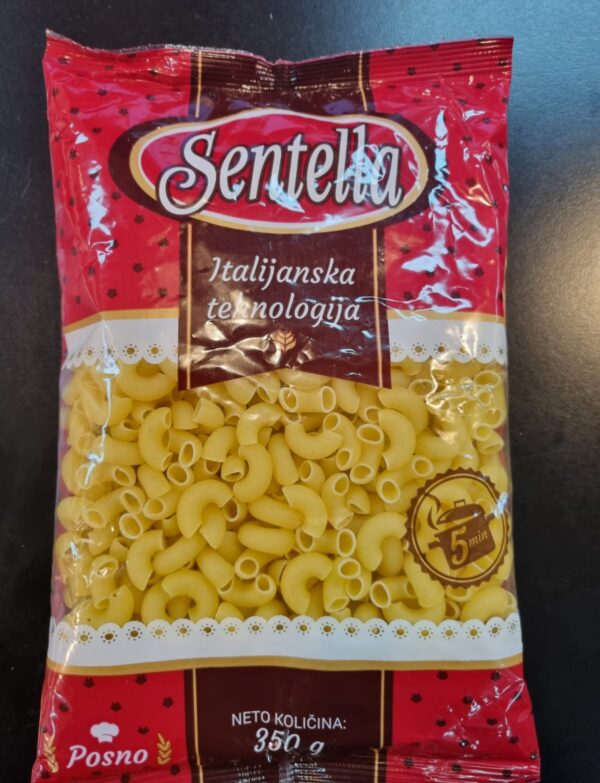 Sentella
Italijanska
tehnologija
5 min
NETO KOLIČINA:
350 g
Posno